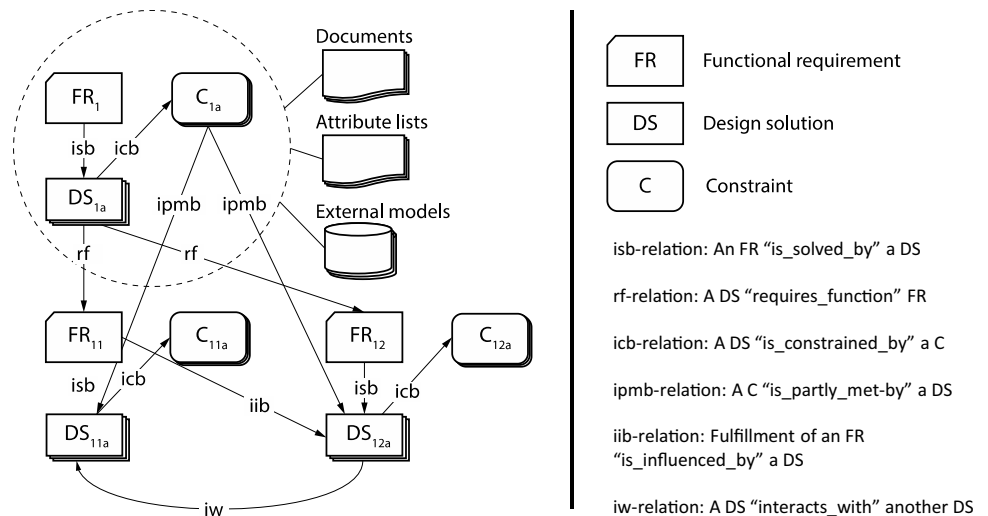 Documents
FR1
C1a
Attribute lists
isb
icb
DS1a
ipmb
ipmb
External models
rf
rf
FR11
C11a
FR12
C12a
isb
icb
isb
icb
iib
DS11a
DS12a
iw
FR Functional requirement
DS Design solution
C Constraint
isb-relation: An FR “is_solved_by” a DS
rf-relation: A DS “requires_function” FR
icb-relation: A DS “is_constrained_by” a C
ipmb-relation: A C “is_partly_met-by” a DS
iib-relation: Fulfillment of an FR
“is_influenced_by” a DS
iw-relation: A DS “interacts_with” another DS